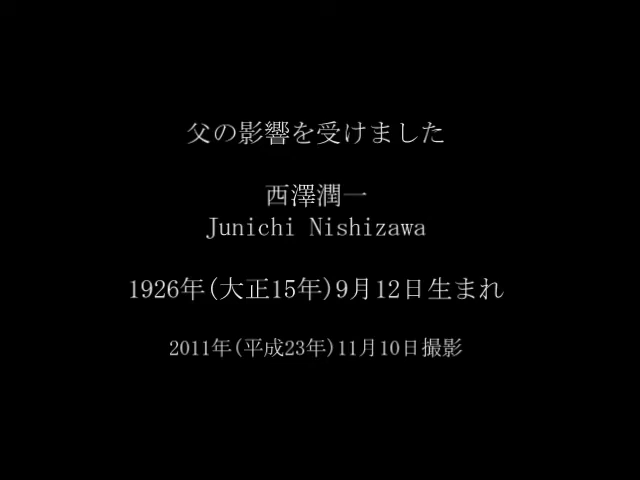 父の影響を受けました
西澤潤一
Junichi Nishizawa
1926年(大正15年)9月12日生まれ
2011年(平成23年)11月10日撮影